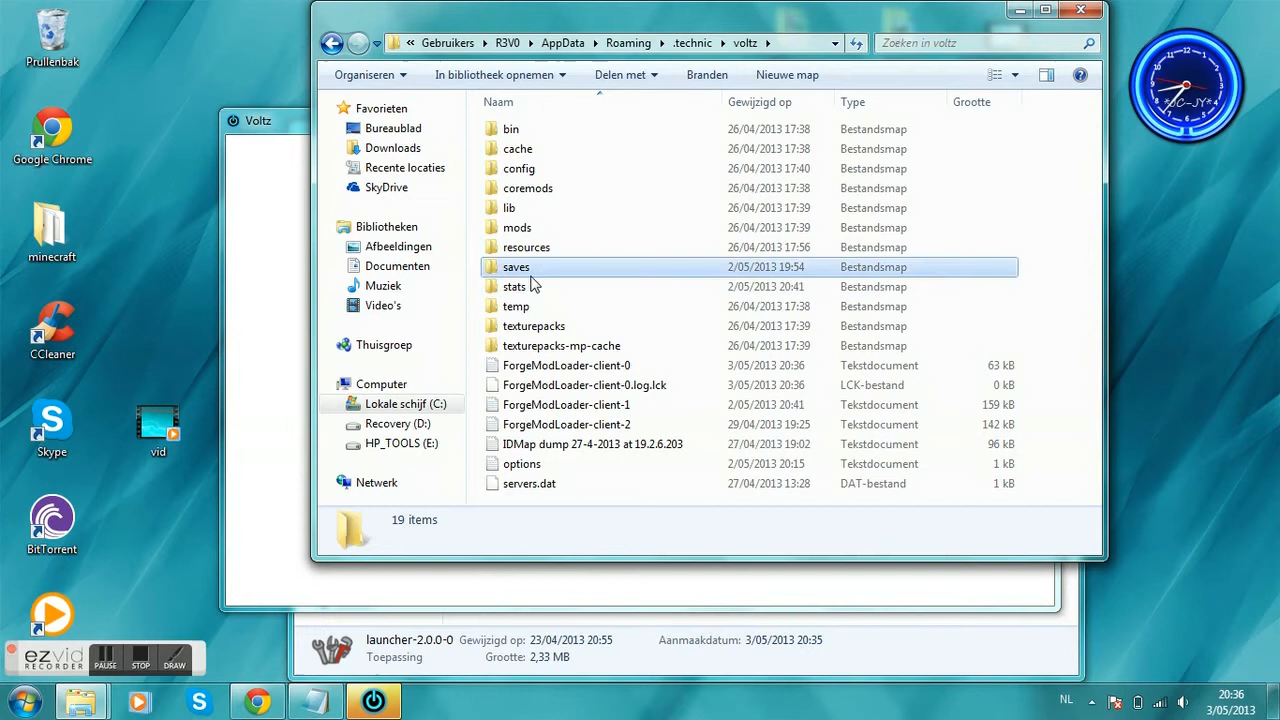 Prullenbak
Google Chrome
minecraft
CCleaner
Skype
vid
BitTorrent
ezvid
RECORDER
PAUSE
STOP
DRAW
Voltz
« Gebruikers R3V0 AppData Roaming .technic voltz
Zoeken in voltz
Organiseren In bibliotheek opnemen Delen met Branden Nieuwe map
Favorieten
Bureaublad
Downloads
Recente locaties
SkyDrive
Bibliotheken
Afbeeldingen
Documenten
Muziek
Video's
Thuisgroep
Computer
Lokale schijf (C:)
Recovery (D:)
HP_TOOLS (E:)
Netwerk
Naam Gewijzigd op Type Grootte
bin 26/04/2013 17:38 Bestandsmap
cache 26/04/2013 17:38 Bestandsmap
config 26/04/2013 17:40 Bestandsmap
coremods 26/04/2013 17:38 Bestandsmap
lib 26/04/2013 17:39 Bestandsmap
mods 26/04/2013 17:39 Bestandsmap
resources 26/04/2013 17:56 Bestandsmap
saves 2/05/2013 19:54 Bestandsmap
stats 2/05/2013 20:41 Bestandsmap
temp 26/04/2013 17:38 Bestandsmap
texturepacks 26/04/2013 17:39 Bestandsmap
texturepacks-mp-cache 26/04/2013 17:39 Bestandsmap
ForgeModLoader-client-0 3/05/2013 20:36 Tekstdocument 63 kB
ForgeModLoader-client-0.log.lck 3/05/2013 20:36 LCK-bestand 0 kB
ForgeModLoader-client-1 2/05/2013 20:41 Tekstdocument 159 kB
ForgeModLoader-client-2 29/04/2013 19:25 Tekstdocument 142 kB
IDMap dump 27-4-2013 at 19.2.6.203 27/04/2013 19:02 Tekstdocument 96 kB
options 2/05/2013 20:15 Tekstdocument 1 kB
servers.dat 27/04/2013 13:28 DAT-bestand 1 kB
19 items
launcher-2.0.0-0 Gewijzigd op: 23/04/2013 20:55 Aanmaakdatum: 3/05/2013 20:35
Toepassing Grootte: 2,33 MB
NL
20:36
3/05/2013